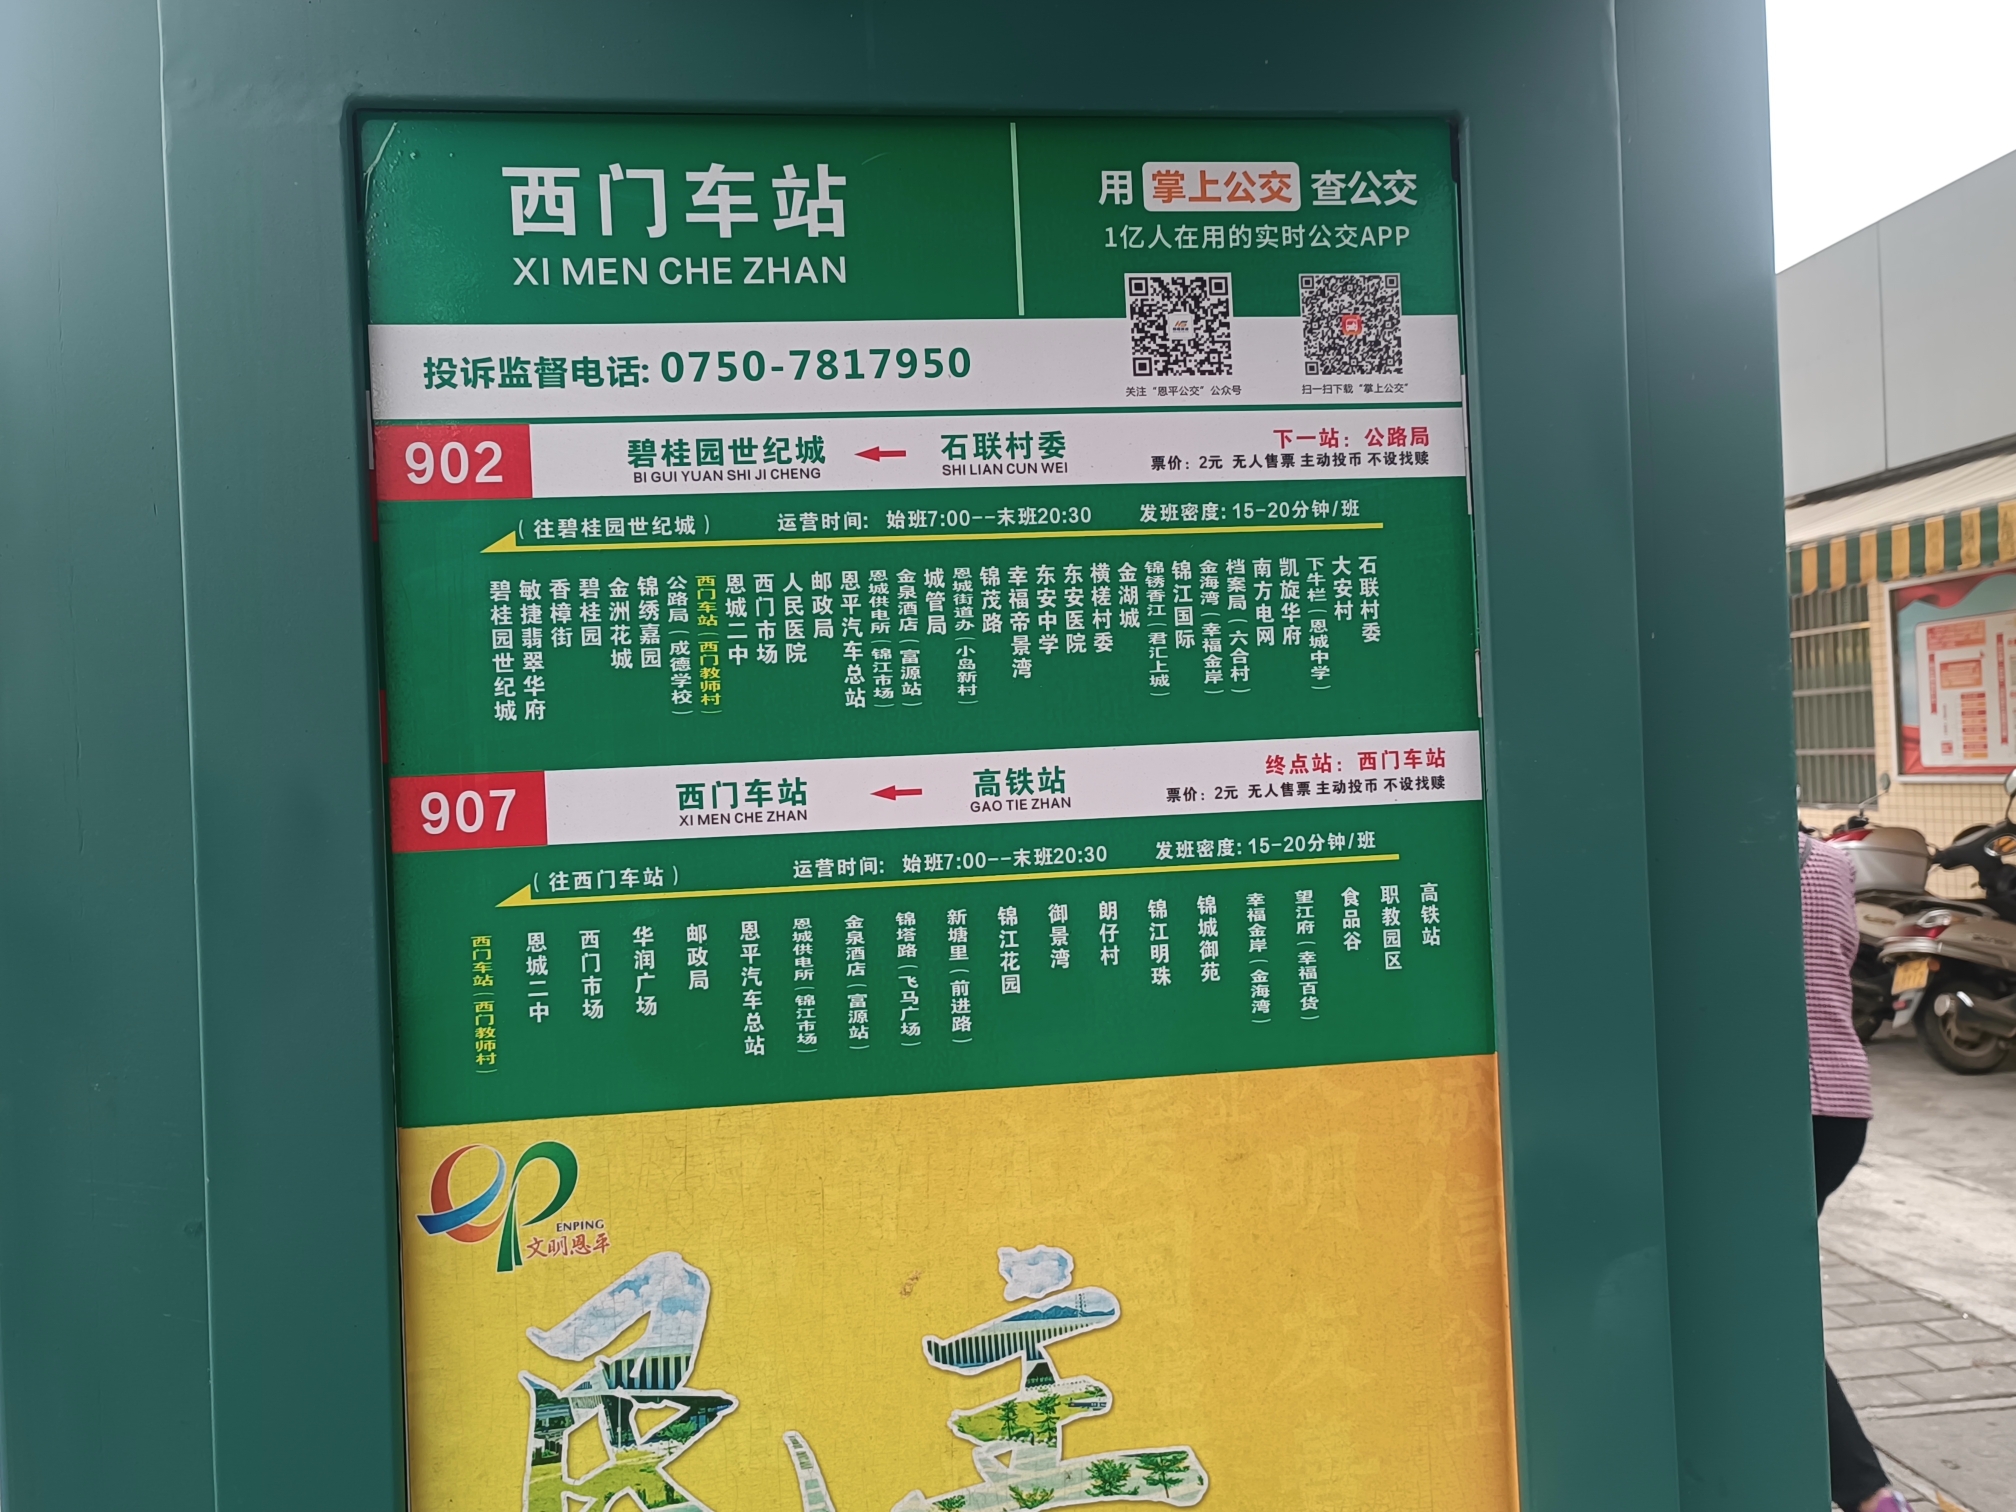 西门车站
XI MEN CHE ZHAN
用 掌上公交 查公交
1亿人在用的实时公交APP
投诉监督电话: 0750-7817950
关注“恩平公交”公众号
扫一扫下载“掌上公交”
902
碧桂园世纪城
BI GUI YUAN SHI JI CHENG
石联村委
SHI LIAN CUN WEI
下一站：公路局
票价：2元 无人售票 主动投币 不设找赎
（往碧桂园世纪城）
运营时间： 始班7:00--末班20:30
发班密度：15-20分钟/班
碧桂园世纪城
敏捷翡翠华府
香樟街
碧桂园
金洲花城
锦绣嘉园
公路局（成德学校）
西门车站（西门教师村）
恩城二中
西门市场
人民医院
邮政局
恩平汽车总站
恩城供电所（锦江市场）
金泉酒店（富源站）
城管局
恩城街道办（小岛新村）
锦茂路
幸福帝景湾
东安中学
东安医院
横槎村委
金湖城
锦锈香江（君汇上城）
锦江国际
金海湾（幸福金岸）
档案局（六合村）
南方电网
凯旋华府
下牛栏（恩城中学）
大安村
石联村委
907
西门车站
XI MEN CHE ZHAN
高铁站
GAO TIE ZHAN
终点站：西门车站
票价：2元 无人售票 主动投币 不设找赎
（往西门车站）
运营时间： 始班7:00--末班20:30
发班密度：15-20分钟/班
西门车站（西门教师村）
恩城二中
西门市场
华润广场
邮政局
恩平汽车总站
恩城供电所（锦江市场）
金泉酒店（富源站）
锦塔路（飞马广场）
新塘里（前进路）
锦江花园
御景湾
朗仔村
锦江明珠
锦城御苑
幸福金岸（金海湾）
望江府（幸福百货）
食品谷
职教园区
高铁站
ENPING
文明恩平
民主